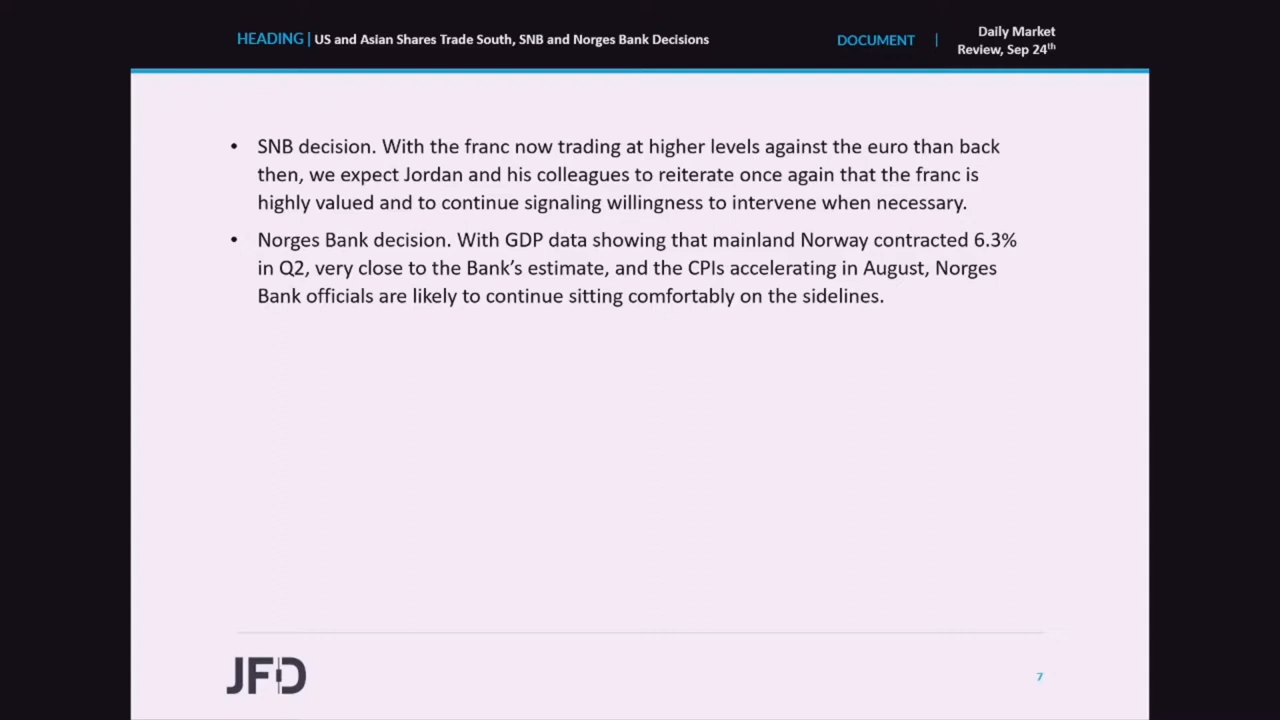 HEADING | US and Asian Shares Trade South, SNB and Norges Bank Decisions
DOCUMENT | Daily Market
Review, Sep 24th
• SNB decision. With the franc now trading at higher levels against the euro than back
then, we expect Jordan and his colleagues to reiterate once again that the franc is
highly valued and to continue signaling willingness to intervene when necessary.
• Norges Bank decision. With GDP data showing that mainland Norway contracted 6.3%
in Q2, very close to the Bank’s estimate, and the CPIs accelerating in August, Norges
Bank officials are likely to continue sitting comfortably on the sidelines.
JFD
7